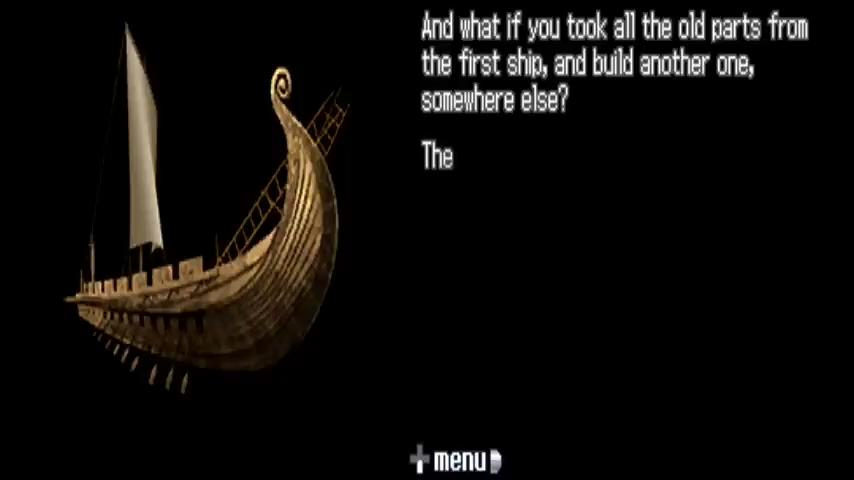 And what if you took all the old parts from
the first ship, and build another one,
somewhere else?
The
menu